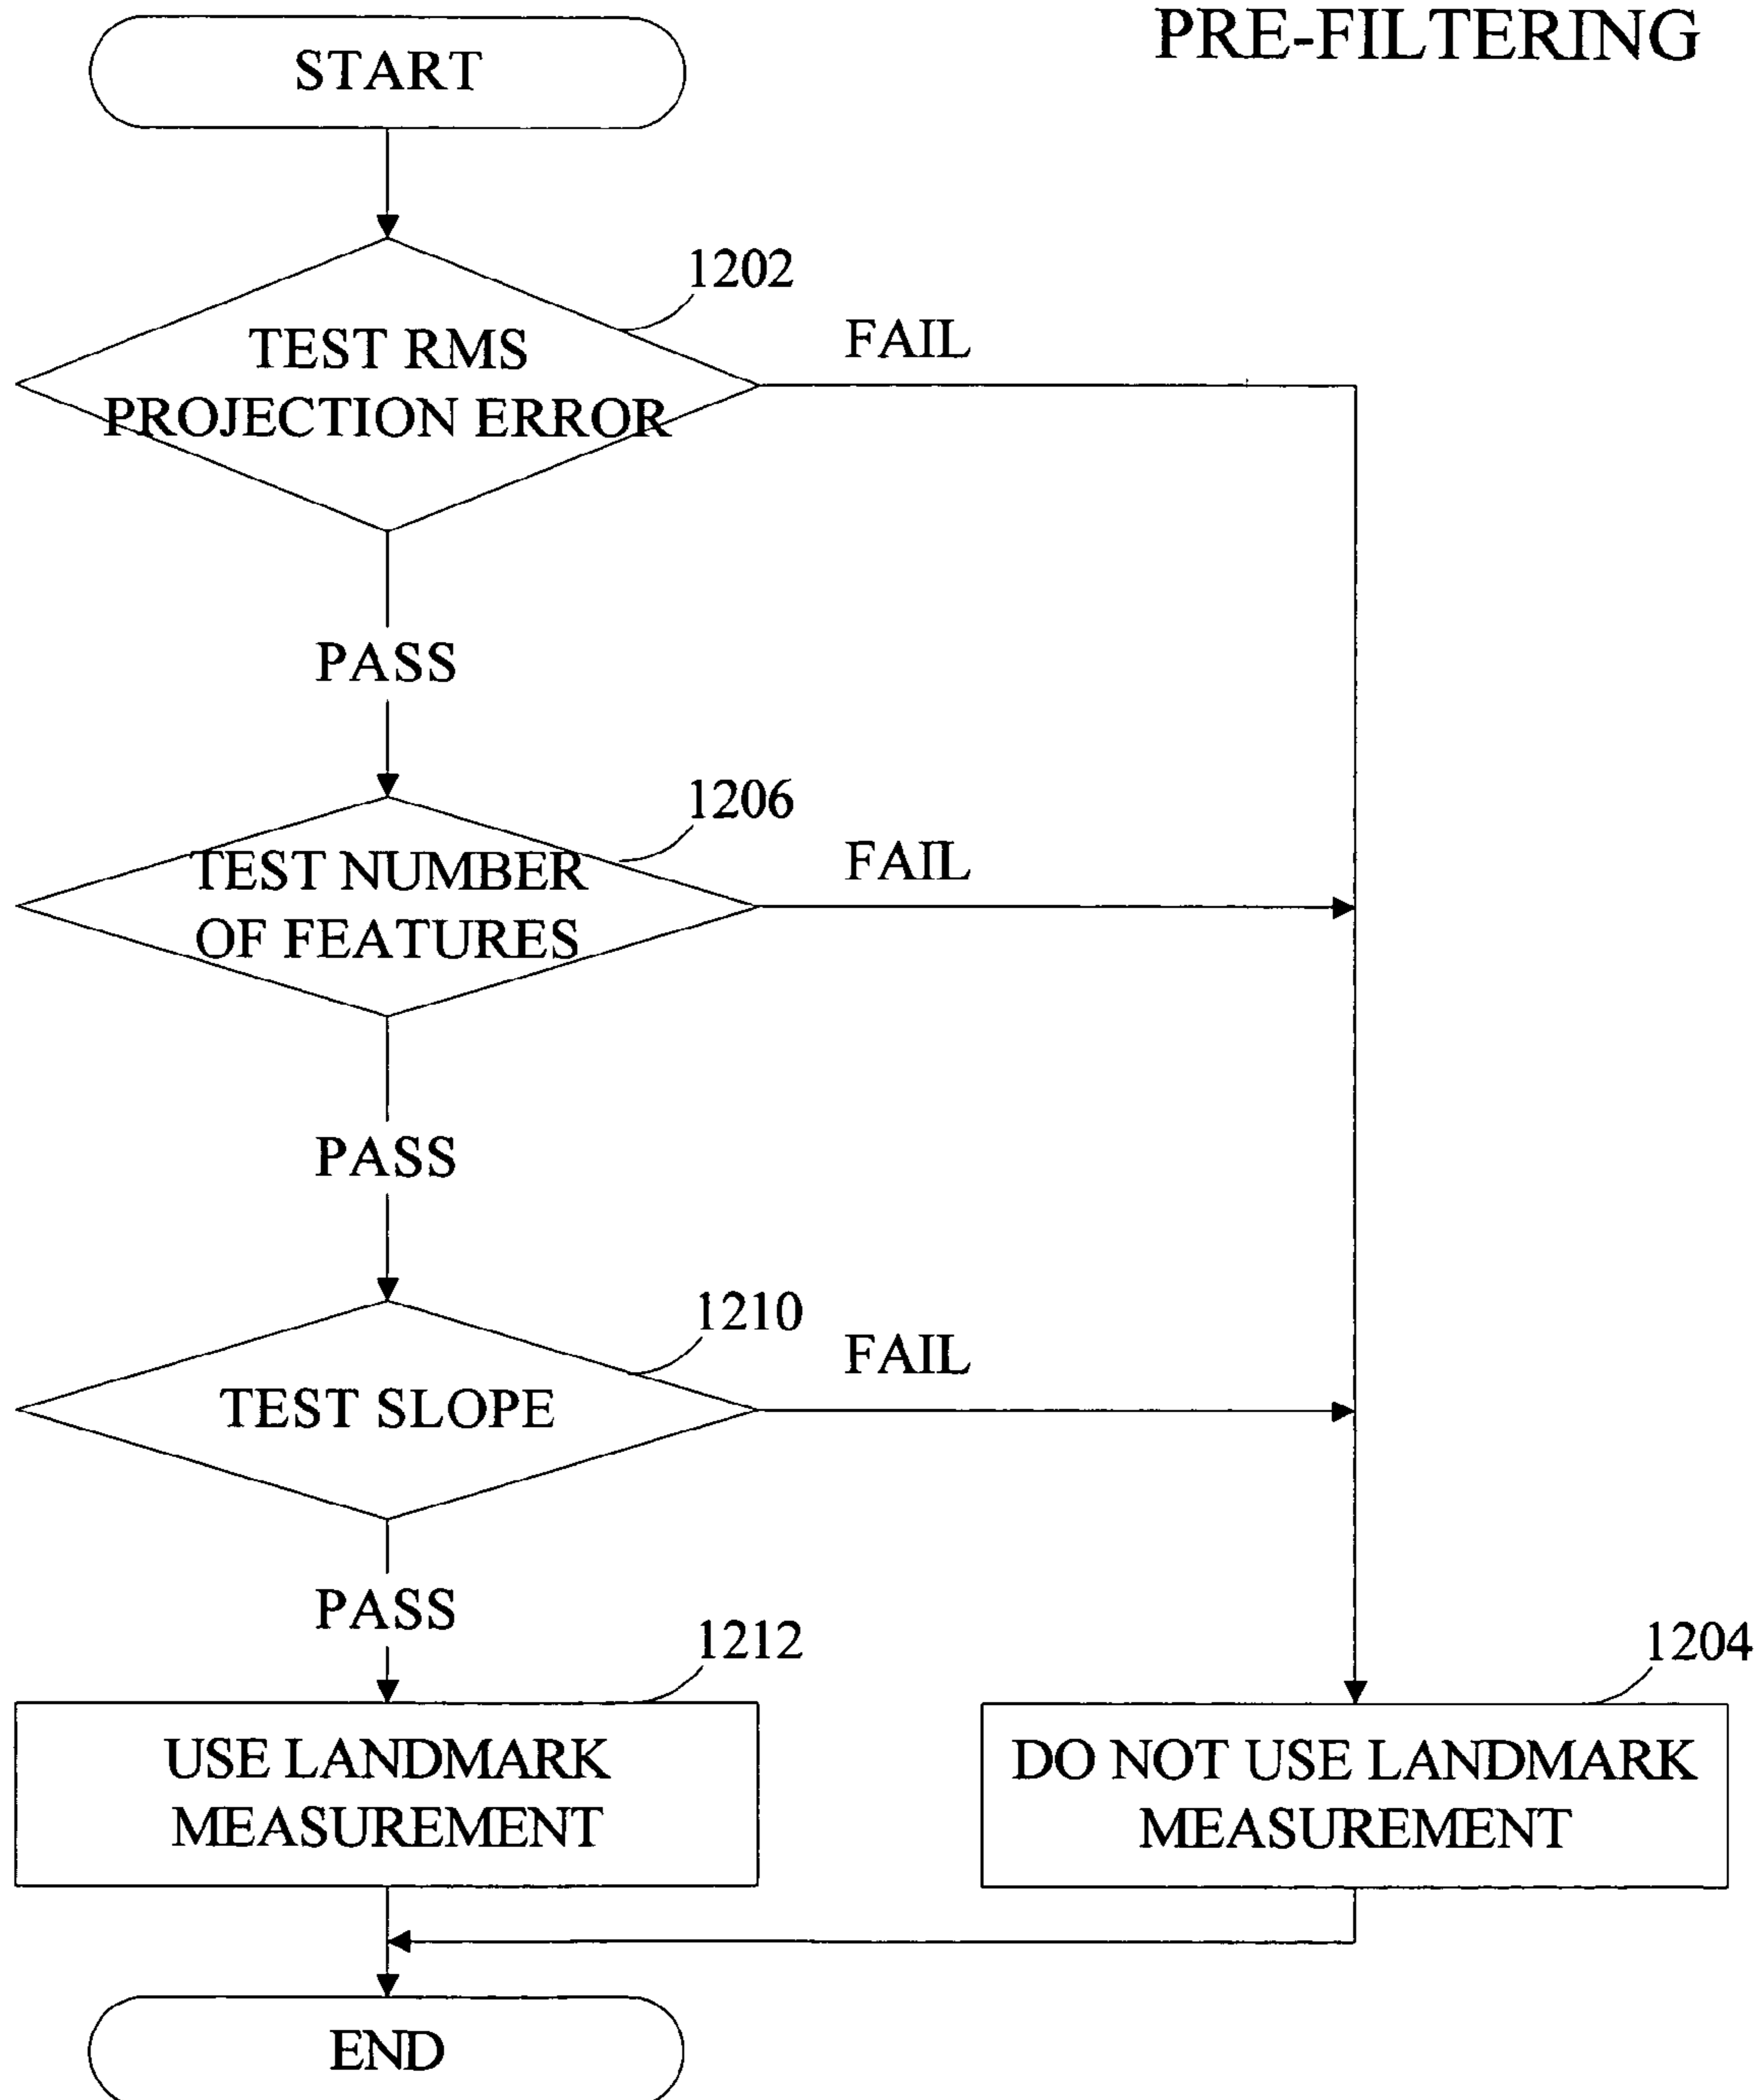 PRE-FILTERING
START
1202
TEST RMS
PROJECTION ERROR
FAIL
PASS
1206
TEST NUMBER
OF FEATURES
FAIL
PASS
1210
TEST SLOPE
FAIL
PASS
1212
USE LANDMARK
MEASUREMENT
1204
DO NOT USE LANDMARK
MEASUREMENT
END